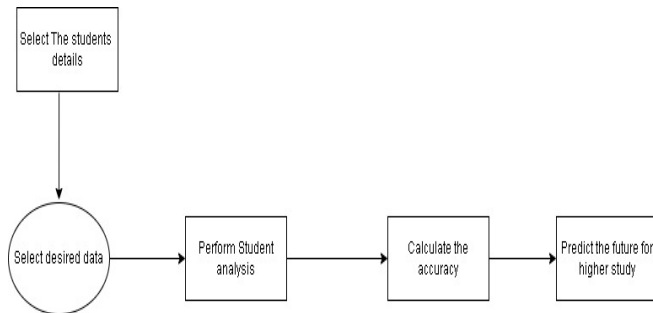 Select The students
details
Select desired data
Perform Student
analysis
Calculate the
accuracy
Predict the future for
higher study